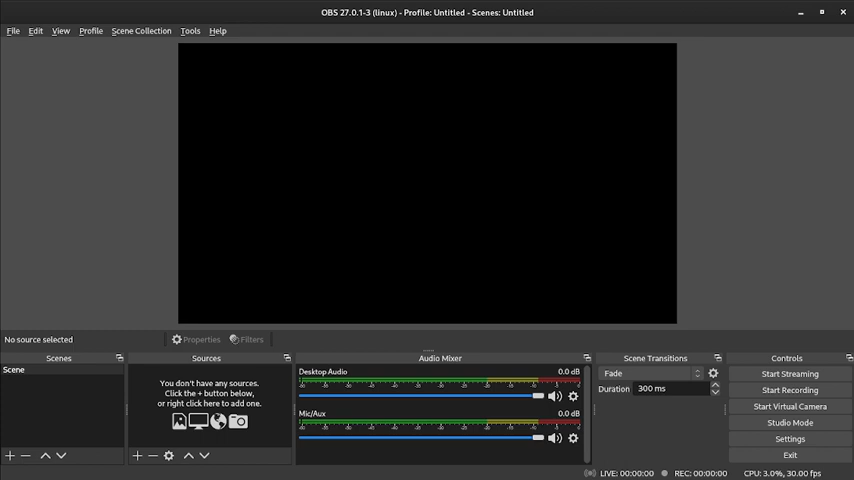 OBS 27.0.1-3 (linux) - Profile: Untitled - Scenes: Untitled
File Edit View Profile Scene Collection Tools Help
No source selected Properties Filters
Scenes Sources Audio Mixer Scene Transitions Controls
Scene
You don't have any sources.
Click the + button below,
or right click here to add one.
Desktop Audio 0.0 dB
Mic/Aux 0.0 dB
Fade
Duration 300 ms
Start Streaming
Start Recording
Start Virtual Camera
Studio Mode
Settings
Exit
LIVE: 00:00:00 REC: 00:00:00 CPU: 3.0%, 30.00 fps